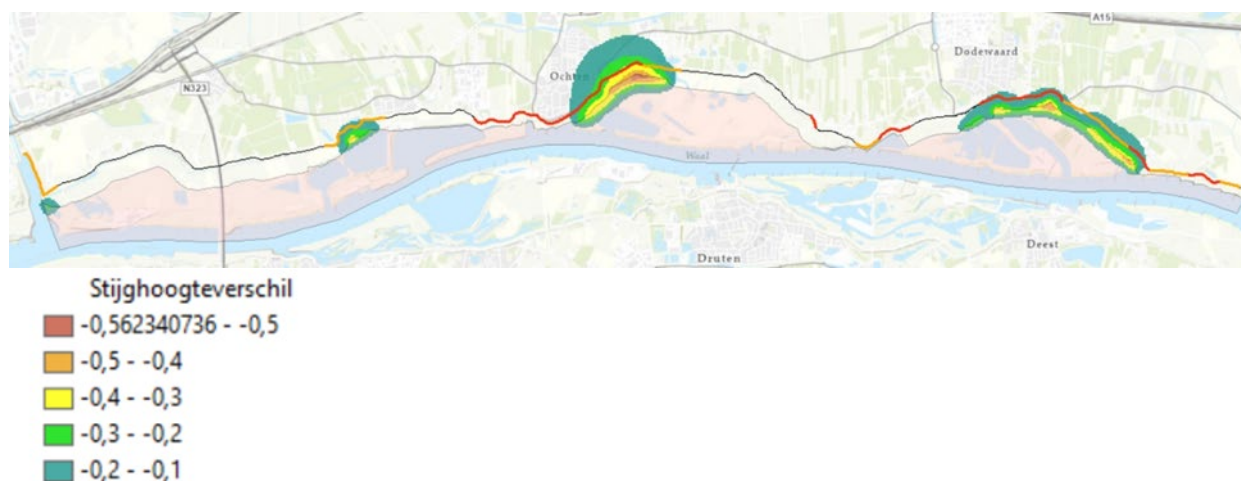 A15
Dodewaard
Ochten
N323
Waal
Deest
Druten
Stijghoogteverschil
-0,562340736 - -0,5
-0,5 - -0,4
-0,4 - -0,3
-0,3 - -0,2
-0,2 - -0,1